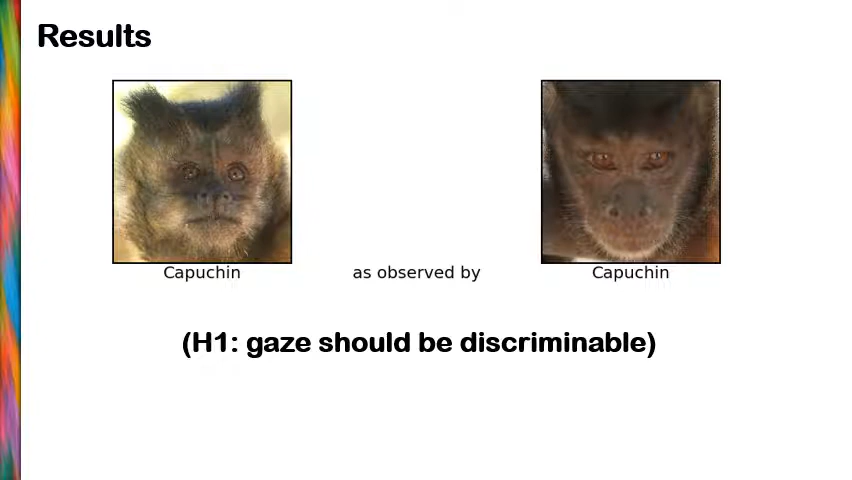 Results
Capuchin
as observed by
Capuchin
(H1: gaze should be discriminable)